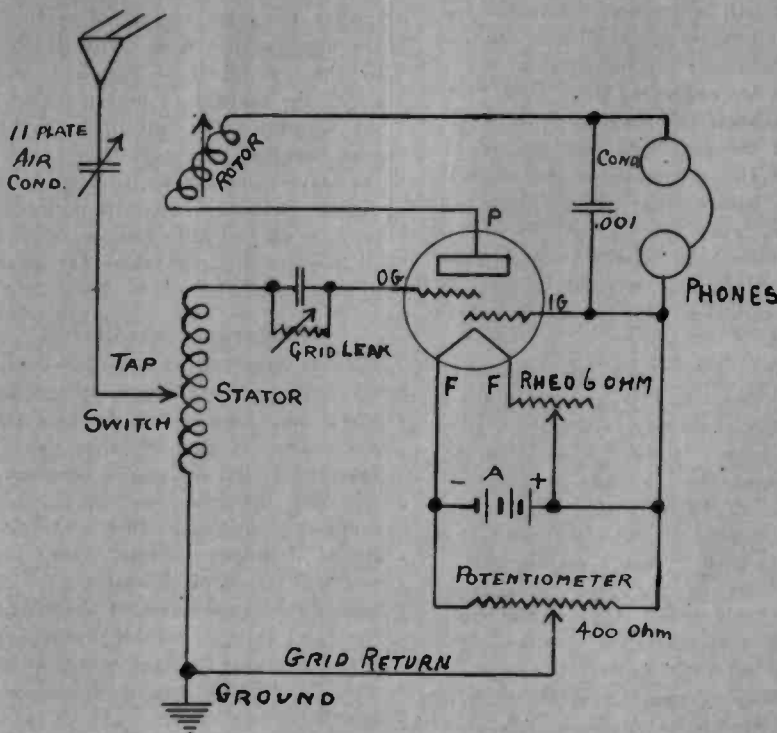 11 PLATE
AIR
COND.
ROTOR
COND
.001
PHONES
P
OG
IG
GRID LEAK
TAP
SWITCH
STATOR
F F
RHEO 6 OHM
- A +
POTENTIOMETER
400 Ohm
GRID RETURN
GROUND